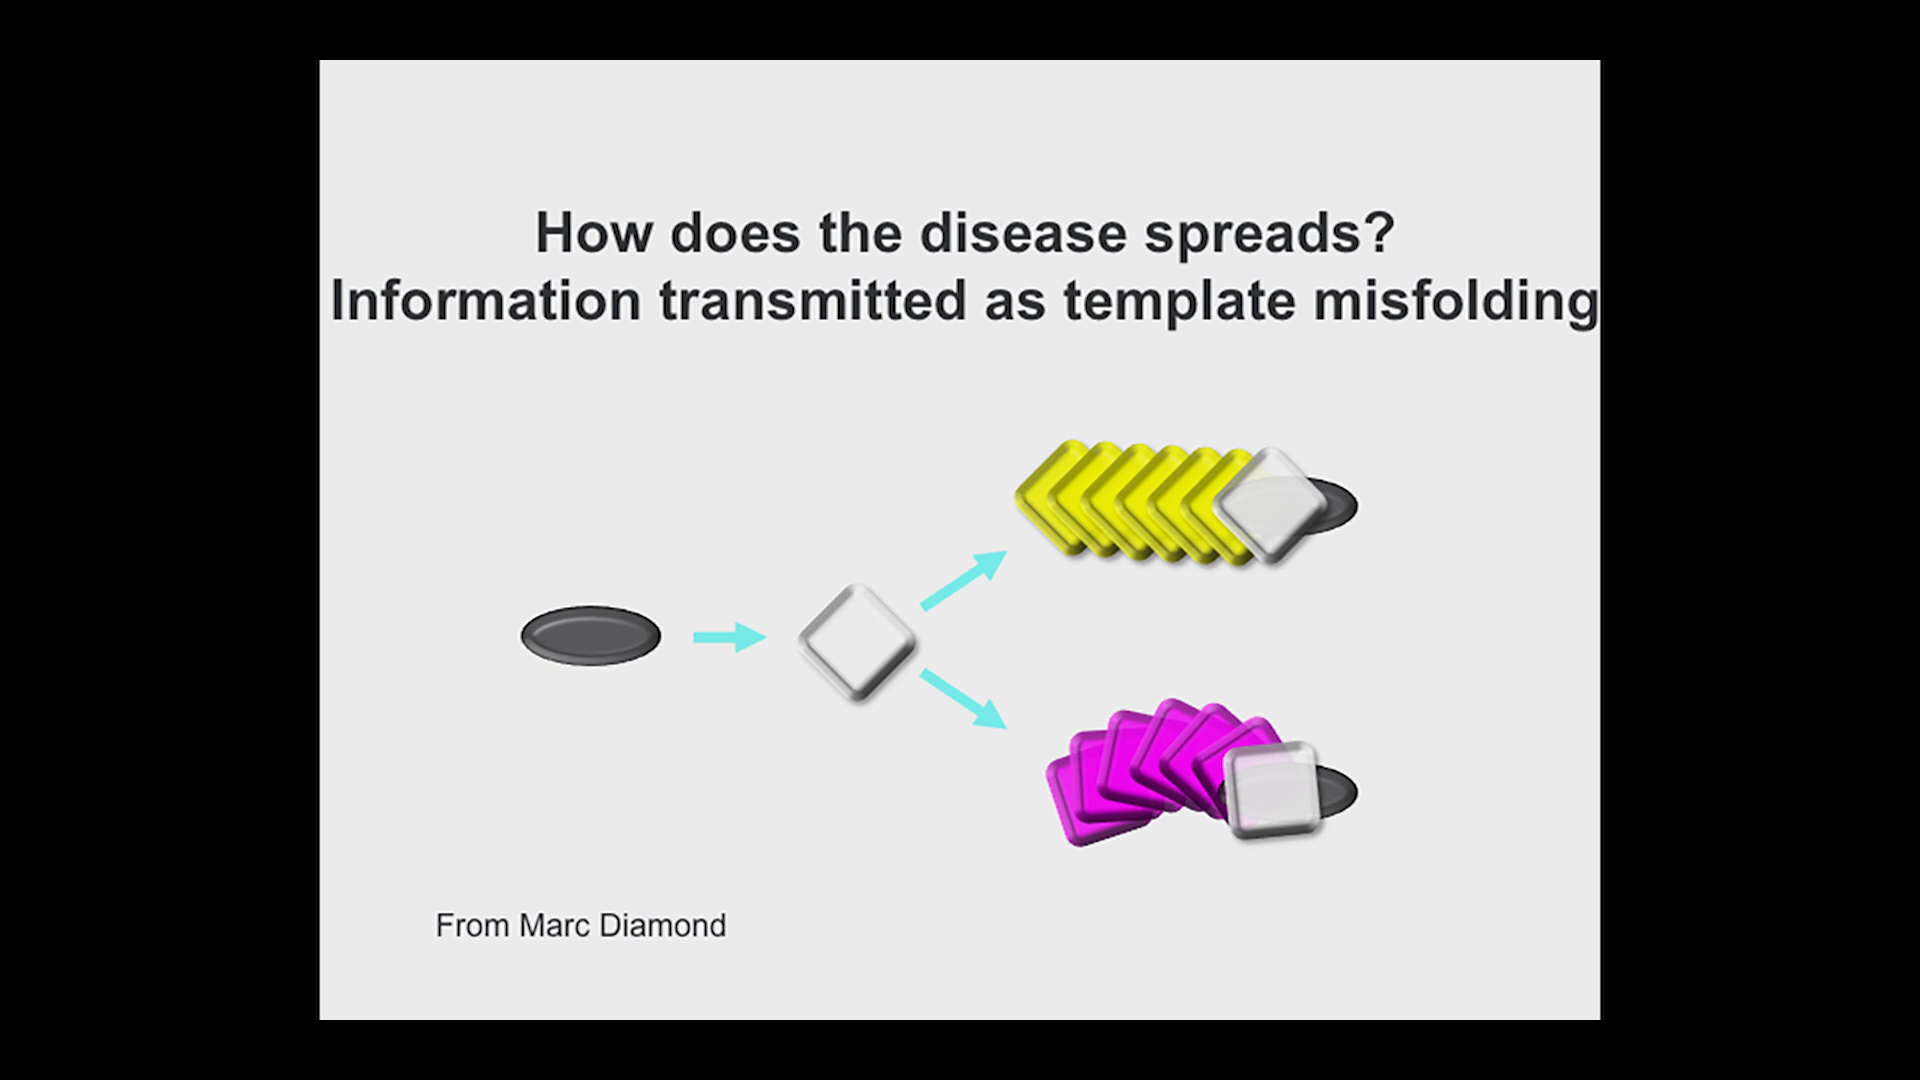 How does the disease spreads?
Information transmitted as template misfolding
From Marc Diamond